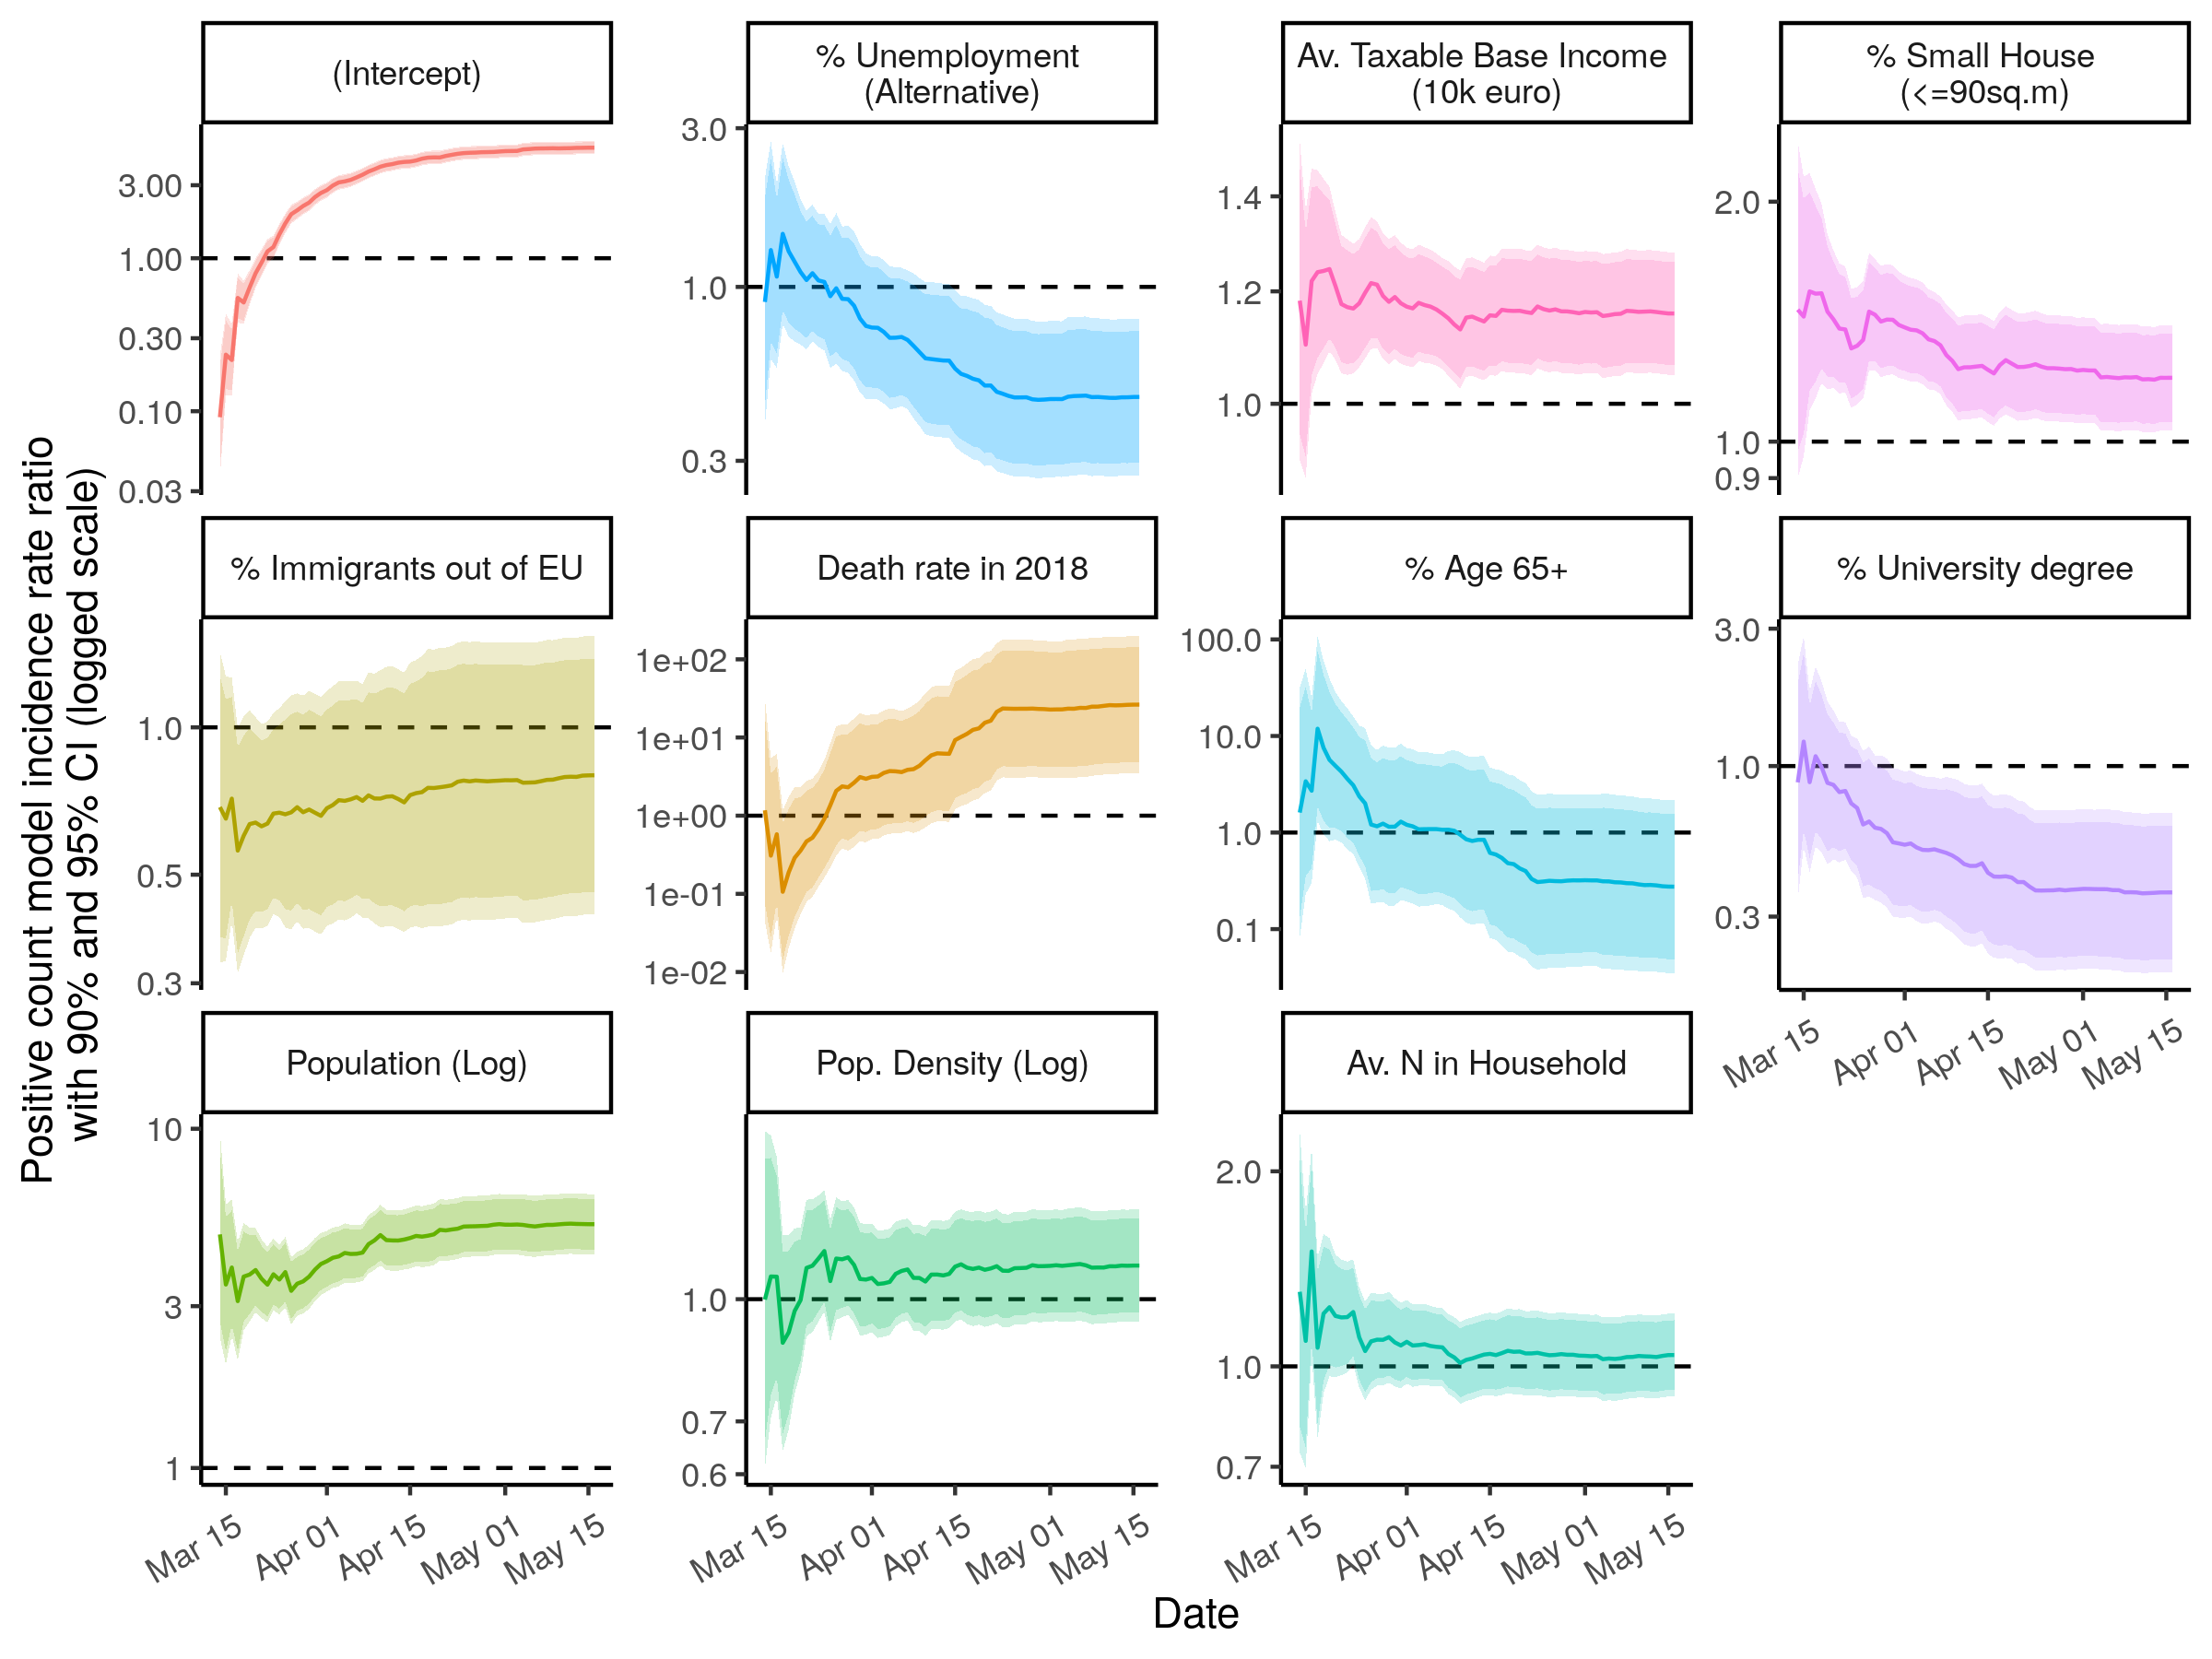 Positive count model incidence rate ratio
with 90% and 95% CI (logged scale)
(Intercept)
3.00
1.00
0.30
0.10
0.03
% Unemployment
(Alternative)
3.0
1.0
0.3
Av. Taxable Base Income
(10k euro)
1.4
1.2
1.0
% Small House
(<=90sq.m)
2.0
1.0
0.9
% Immigrants out of EU
1.0
0.5
0.3
Death rate in 2018
1e+02
1e+01
1e+00
1e-01
1e-02
% Age 65+
100.0
10.0
1.0
0.1
% University degree
3.0
1.0
0.3
Mar 15 Apr 01 Apr 15 May 01 May 15
Population (Log)
10
3
1
Mar 15 Apr 01 Apr 15 May 01 May 15
Pop. Density (Log)
1.0
0.7
0.6
Mar 15 Apr 01 Apr 15 May 01 May 15
Av. N in Household
2.0
1.0
0.7
Mar 15 Apr 01 Apr 15 May 01 May 15
Date